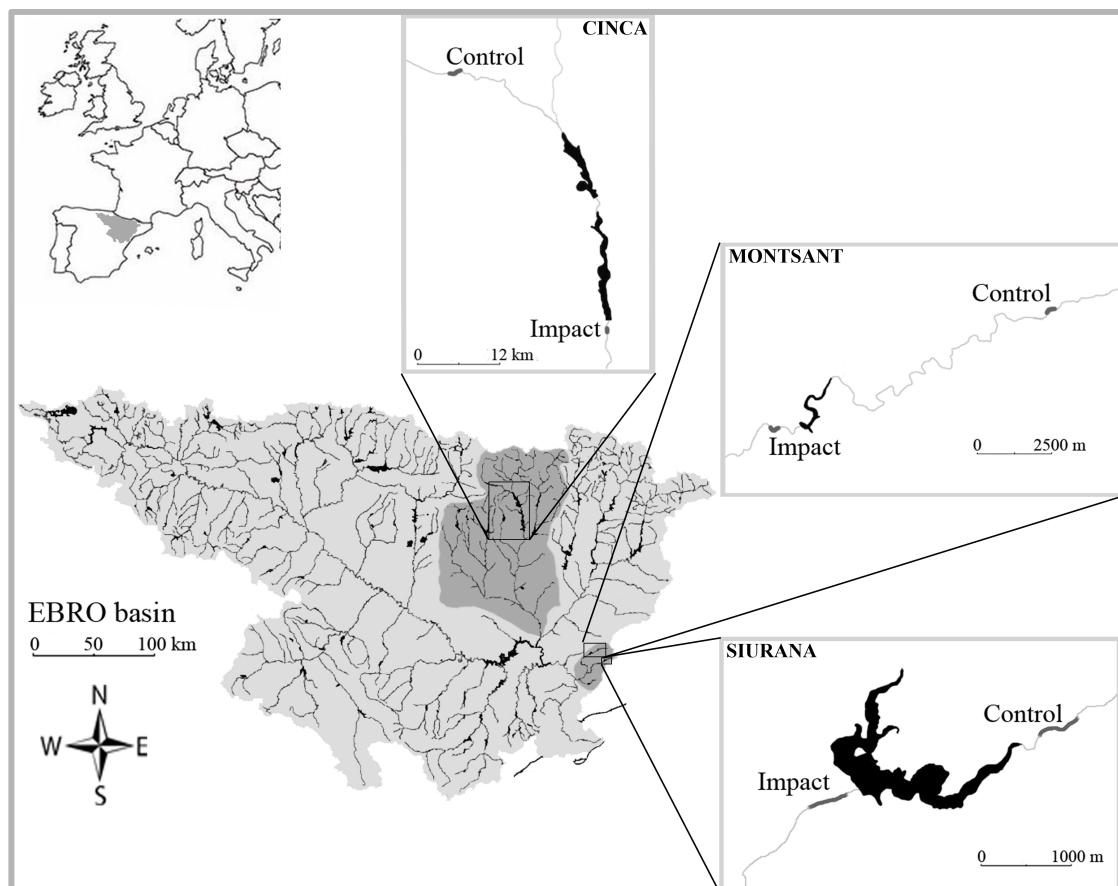 CINCA
Control
Impact
0 12 km
MONTSANT
Control
Impact
0 2500 m
EBRO basin
0 50 100 km
N
W E
S
SIURANA
Control
Impact
0 1000 m